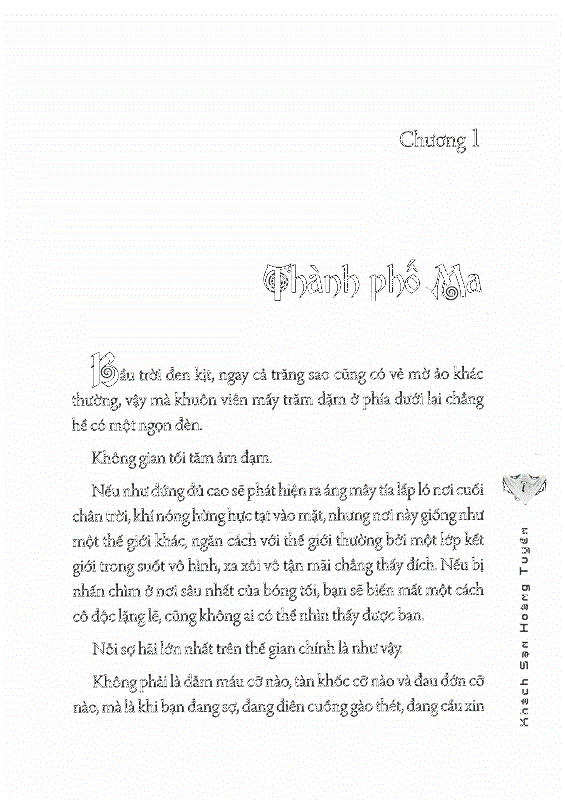 Chương 1
Thành phố Ma
Bầu trời đen kịt, ngay cả trăng sao cũng có vẻ mờ ảo khác
thường, vậy mà khuôn viên mấy trăm dặm ở phía dưới lại chẳng
hề có một ngọn đèn.
Không gian tối tăm ảm đạm.
Nếu như đứng đủ cao sẽ phát hiện ra áng mây tía lấp ló nơi cuối
chân trời, khí nóng hừng hực tạt vào mặt, nhưng nơi này giống như
một thế giới khác, ngăn cách với thế giới thường bởi một lớp kết
giới trong suốt vô hình, xa xôi vô tận mãi chẳng thấy đích. Nếu bị
nhấn chìm ở nơi sâu nhất của bóng tối, bạn sẽ biến mất một cách
cô độc lặng lẽ, cũng không ai có thể nhìn thấy được bạn.
Nỗi sợ hãi lớn nhất trên thế gian chính là như vậy.
Không phải là đẫm máu cỡ nào, tàn khốc cỡ nào và đau đớn cỡ
nào, mà là khi bạn đang sợ, đang điên cuồng gào thét, đang cầu xin
7
Khách Sạn Hoàng Tuyền